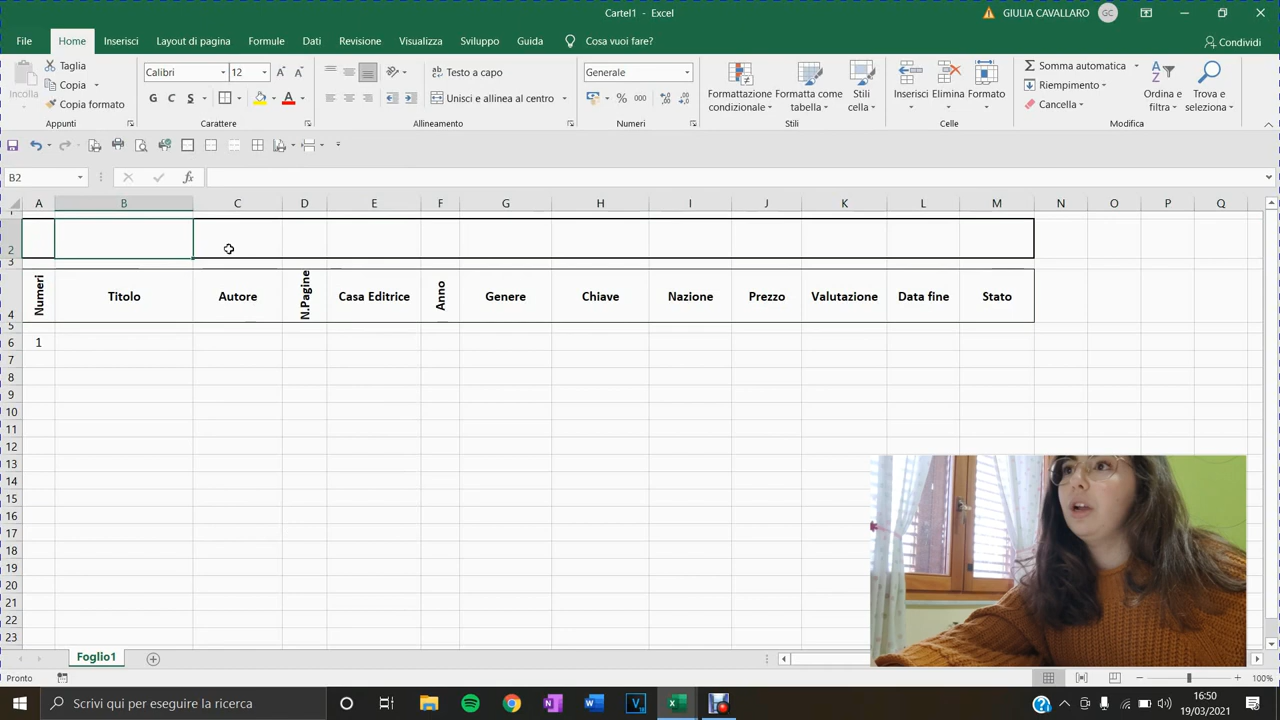 Cartel1 - Excel
GIULIA CAVALLARO GC
File Home Inserisci Layout di pagina Formule Dati Revisione Visualizza Sviluppo Guida Cosa vuoi fare? Condividi
Incolla
Taglia
Copia
Copia formato
Appunti
Calibri 12
G C S
Carattere
Testo a capo
Unisci e allinea al centro
Allineamento
Generale
% 000
Numeri
Formattazione condizionale
Formatta come tabella
Stili cella
Stili
Inserisci Elimina Formato
Celle
Somma automatica
Riempimento
Cancella
Ordina e filtra
Trova e seleziona
Modifica
B2 fx
A B C D E F G H I J K L M N O P Q
1
2
3
4 Numeri Titolo Autore N.Pagine Casa Editrice Anno Genere Chiave Nazione Prezzo Valutazione Data fine Stato
5
6 1
7
8
9
10
11
12
13
14
15
16
17
18
19
20
21
22
23
Foglio1
Pronto 100%
Scrivi qui per eseguire la ricerca
16:50
19/03/2021